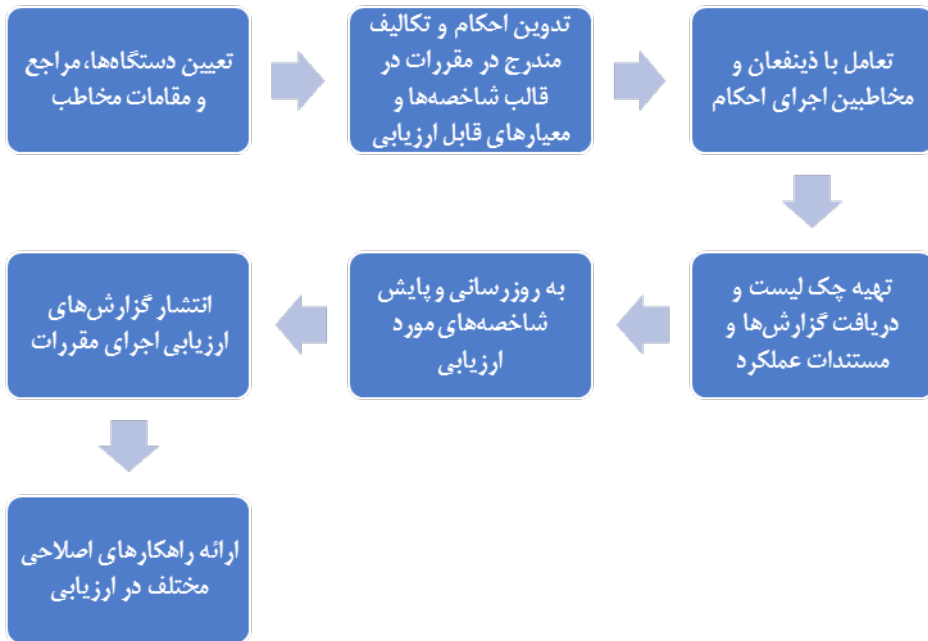 تعیین دستگاه‌ها، مراجع
و مقامات مخاطب
تدوین احکام و تکالیف
مندرج در مقررات در
قالب شاخصه‌ها و
معیارهای قابل ارزیابی
تعامل با ذینفعان و
مخاطبین اجرای احکام
تهیه چک لیست و
دریافت گزارش‌ها و
مستندات عملکرد
به روزرسانی و پایش
شاخصه‌های مورد
ارزیابی
انتشار گزارش‌های
ارزیابی اجرای مقررات
ارائه راهکارهای اصلاحی
مختلف در ارزیابی